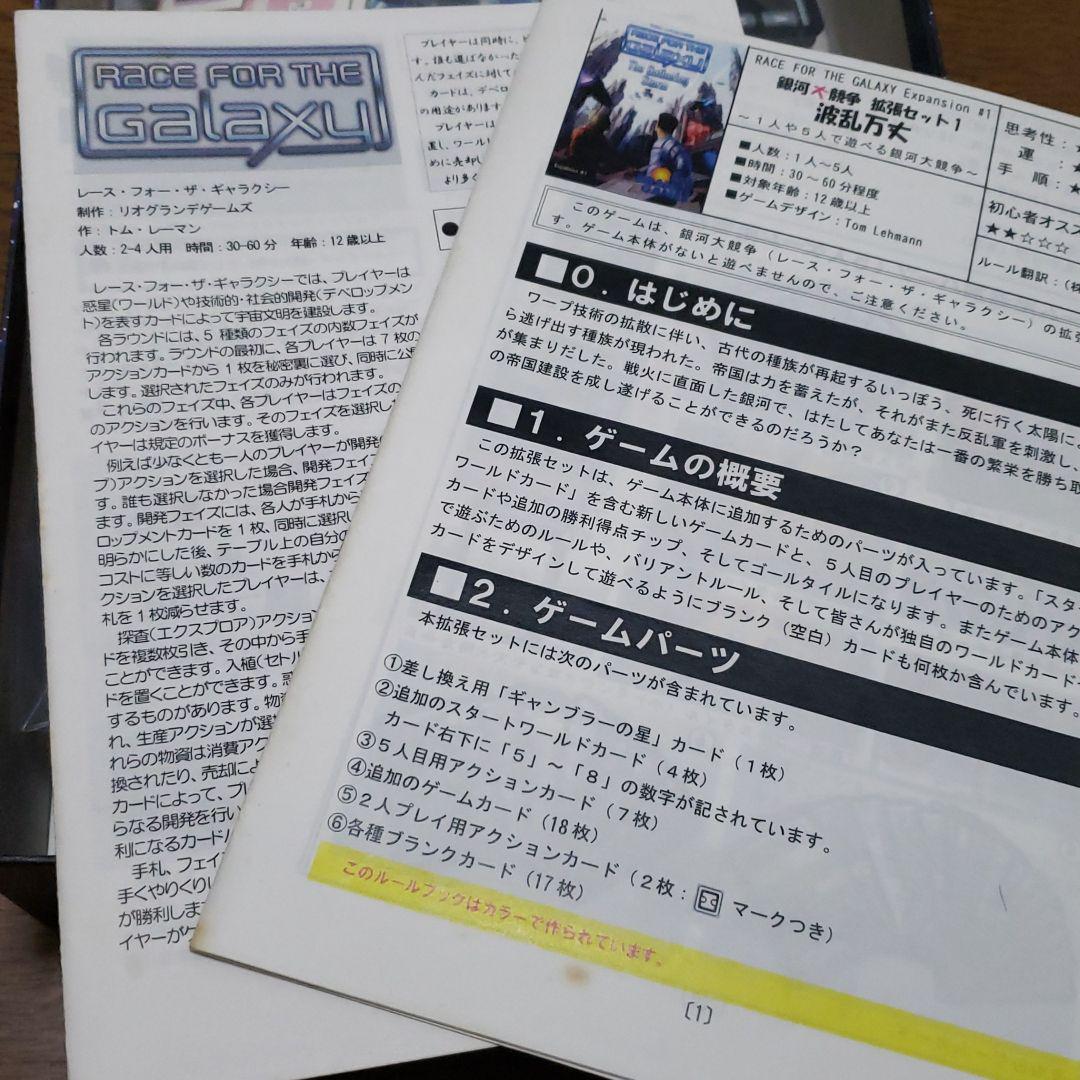 RACE FOR THE
Galaxy
レース・フォー・ザ・ギャラクシー
制作：リオグランデゲームズ
作：トム・レーマン
人数：2-4人用 時間：30-60分 年齢：12歳以上
レース・フォー・ザ・ギャラクシーでは、プレイヤーは
惑星(ワールド)や技術的・社会的開発(デベロップメン
ト)を表すカードによって宇宙文明を建設します。
各ラウンドには、5種類のフェイズの内数フェイズが
行われます。ラウンドの最初に、各プレイヤーは7枚の
アクションカードから1枚を秘密裏に選び、同時に公
します。選択されたフェイズのみが行われます。
これらのフェイズ中、各プレイヤーはフェイズの
のアクションを行います。そのフェイズを選択し
イヤーは規定のボーナスを獲得します。
例えば少なくとも一人のプレイヤーが開発
プ)アクションを選択した場合、開発フェイ
す。誰も選択しなかった場合開発フェイズ
ます。開発フェイズには、各人が手札から
ロップメントカードを1枚、同時に選択し
明らかにした後、テーブル上の自分の
コストに等しい数のカードを手札から
クションを選択したプレイヤーは、
札を1枚減らせます。
探査(エクスプロア)アクション
ドを複数枚引き、その中から手
ことができます。入植(セトル
ドを置くことができます。
するものがあります。物資
れ、生産アクションが選
れらの物資は消費アク
換されたり、売却によ
カードによって、プレ
らなる開発を行い
利になるカード
手札、フェイ
手くやりくり
が勝利しま
イヤーが
プレイヤーは同時に、
す。誰も選ばなかった
んだフェイズに対して
カードは、デベロ
の用途があります
プレイヤーは
置し、ワール
めに売却し
より多く
RACE FOR THE GALAXY Expansion #1
銀河大競争 拡張セット1
波乱万丈
～1人や5人で遊べる銀河大競争～
■人数：1人～5人
■時間：30～60分程度
■対象年齢：12歳以上
■ゲームデザイン：Tom Lehmann
思考性：★
運：★
手順：★
初心者オス
★★☆☆☆
ルール翻訳：(株
このゲームは、銀河大競争（レース・フォー・ザ・ギャラクシー）の拡張
す。ゲーム本体がないと遊べませんので、ご注意ください。
■0．はじめに
ワープ技術の拡散に伴い、古代の種族が再起するいっぽう、死に行く太陽に
ら逃げ出す種族が現われた。帝国は力を蓄えたが、それがまた反乱軍を刺激し、
が集まりだした。戦火に直面した銀河で、はたしてあなたは一番の繁栄を勝ち取
の帝国建設を成し遂げることができるのだろうか？
■1．ゲームの概要
この拡張セットは、ゲーム本体に追加するためのパーツが入っています。「スター
ワールドカード」を含む新しいゲームカードと、5人目のプレイヤーのためのアク
カードや追加の勝利得点チップ、そしてゴールタイルになります。またゲーム本体
で遊ぶためのルールや、バリアントルール、そして皆さんが独自のワールドカード
カードをデザインして遊べるようにブランク（空白）カードも何枚か含んでいます。
■2．ゲームパーツ
本拡張セットには次のパーツが含まれています。
①差し換え用「ギャンブラーの星」カード（1枚）
②追加のスタートワールドカード（4枚）
カード右下に「5」～「8」の数字が記されています。
③5人目用アクションカード（7枚）
④追加のゲームカード（18枚）
⑤2人プレイ用アクションカード（2枚： マークつき）
⑥各種ブランクカード（17枚）
このルールブックはカラーで作られています。
[1]